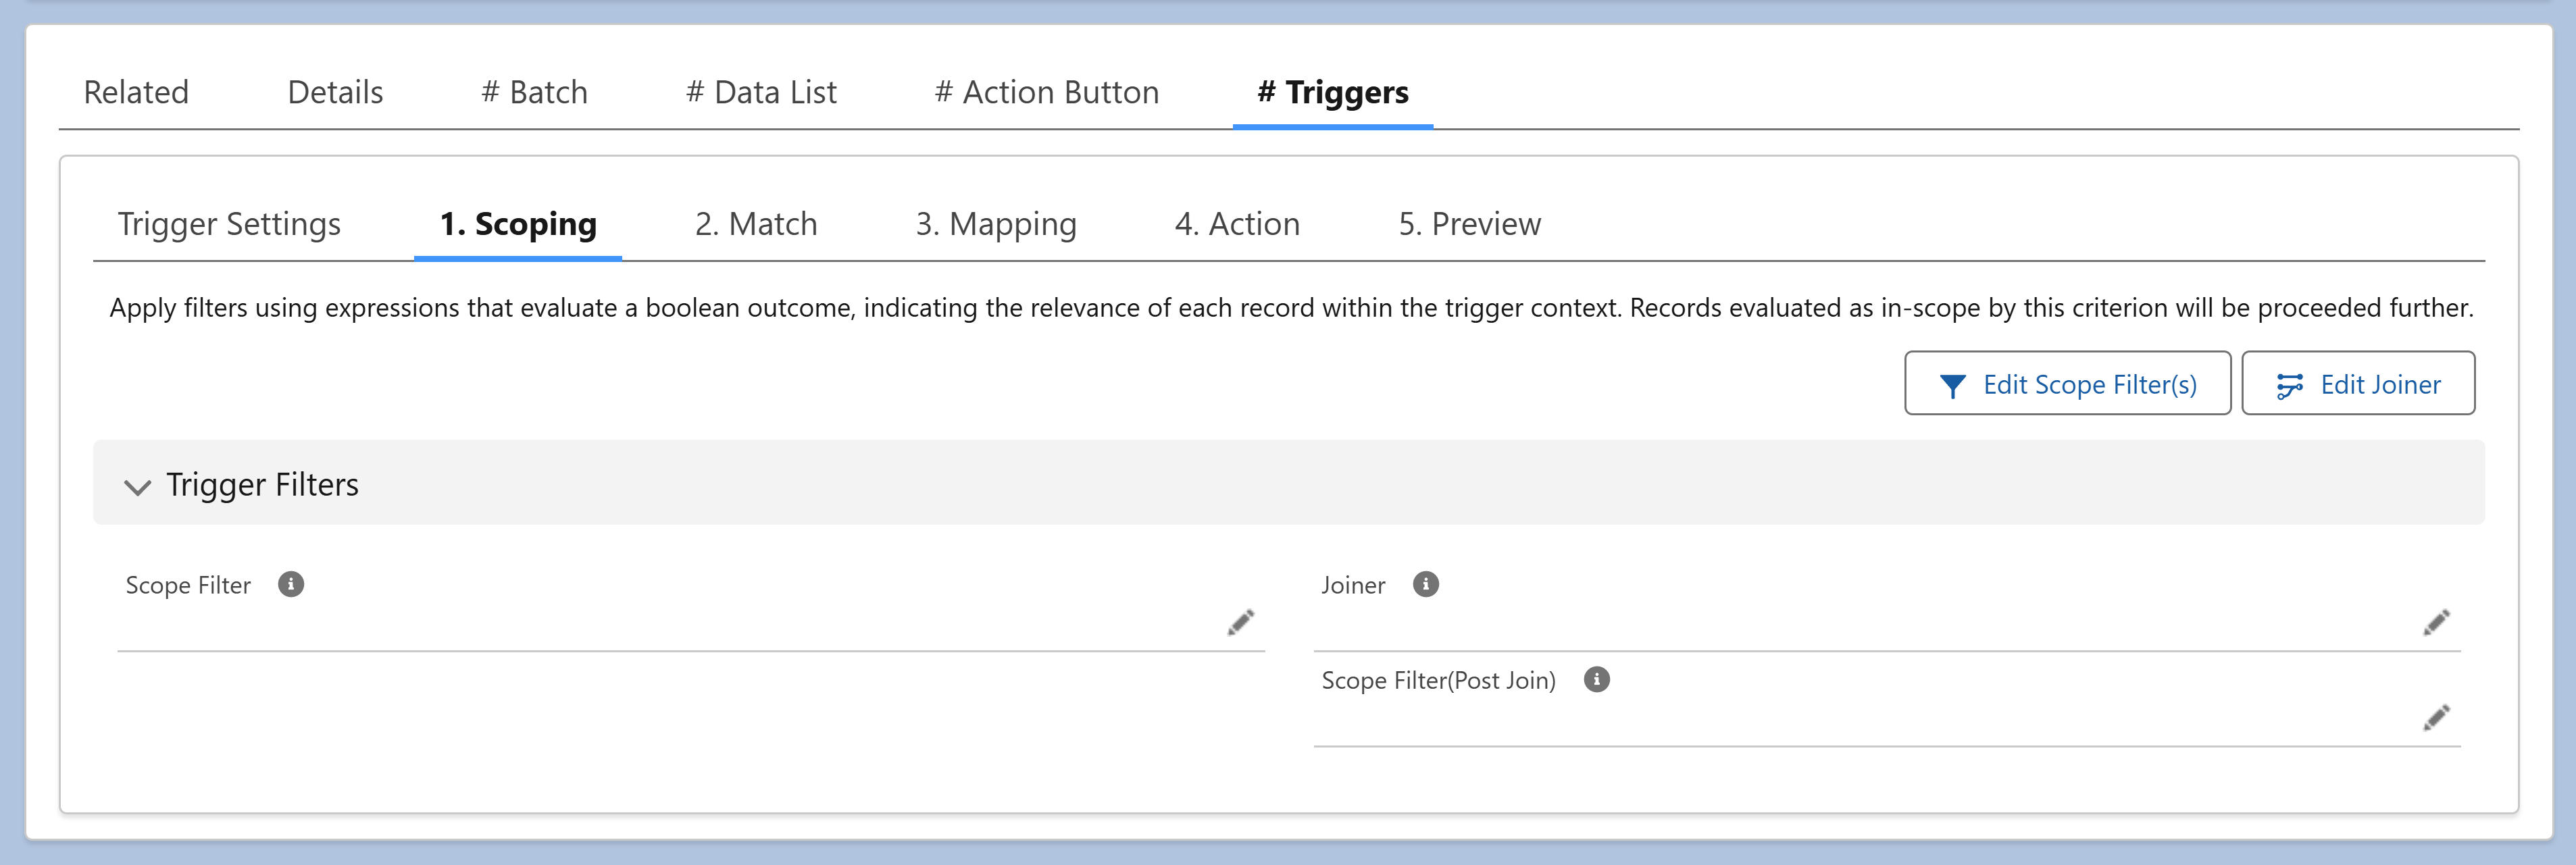 Related Details # Batch # Data List # Action Button # Triggers
Trigger Settings 1. Scoping 2. Match 3. Mapping 4. Action 5. Preview
Apply filters using expressions that evaluate a boolean outcome, indicating the relevance of each record within the trigger context. Records evaluated as in-scope by this criterion will be proceeded further.
Edit Scope Filter(s) Edit Joiner
Trigger Filters
Scope Filter Joiner
Scope Filter(Post Join)